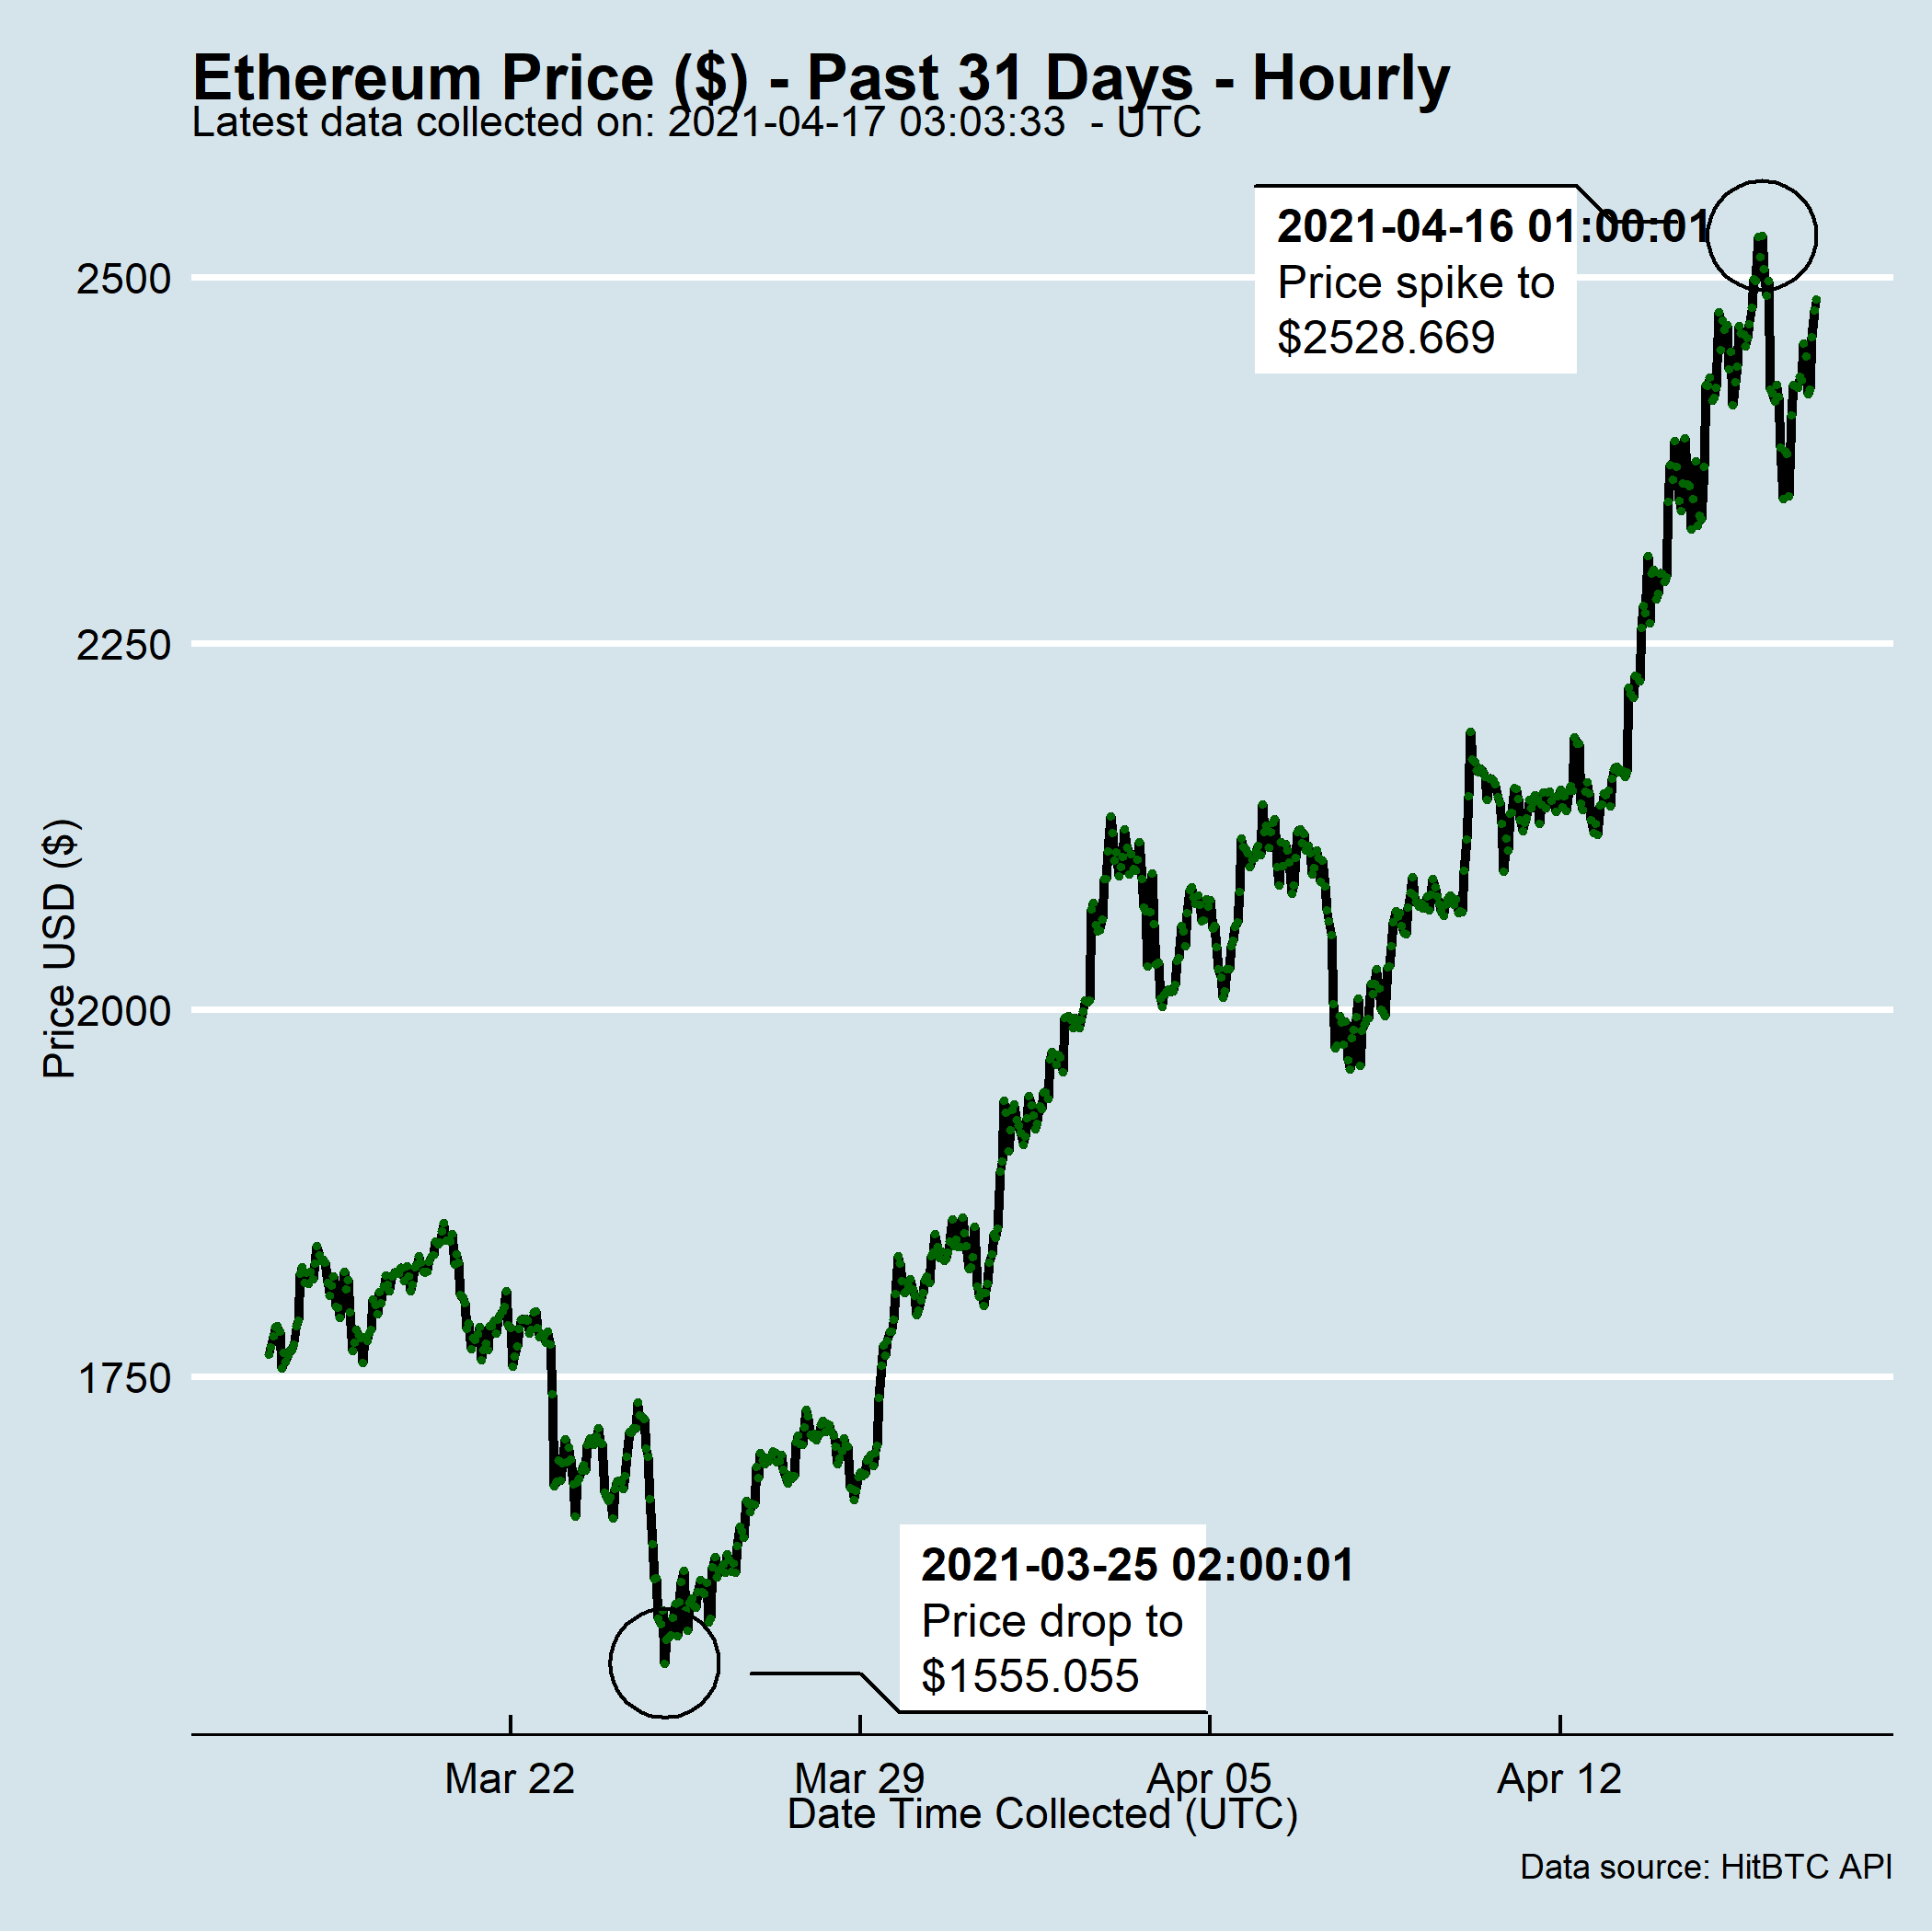 Ethereum Price ($) - Past 31 Days - Hourly
Latest data collected on: 2021-04-17 03:03:33  - UTC
2021-04-16 01:00:01
Price spike to
$2528.669
2500
2250
2000
1750
Price USD ($)
2021-03-25 02:00:01
Price drop to
$1555.055
Mar 22
Mar 29
Apr 05
Apr 12
Date Time Collected (UTC)
Data source: HitBTC API